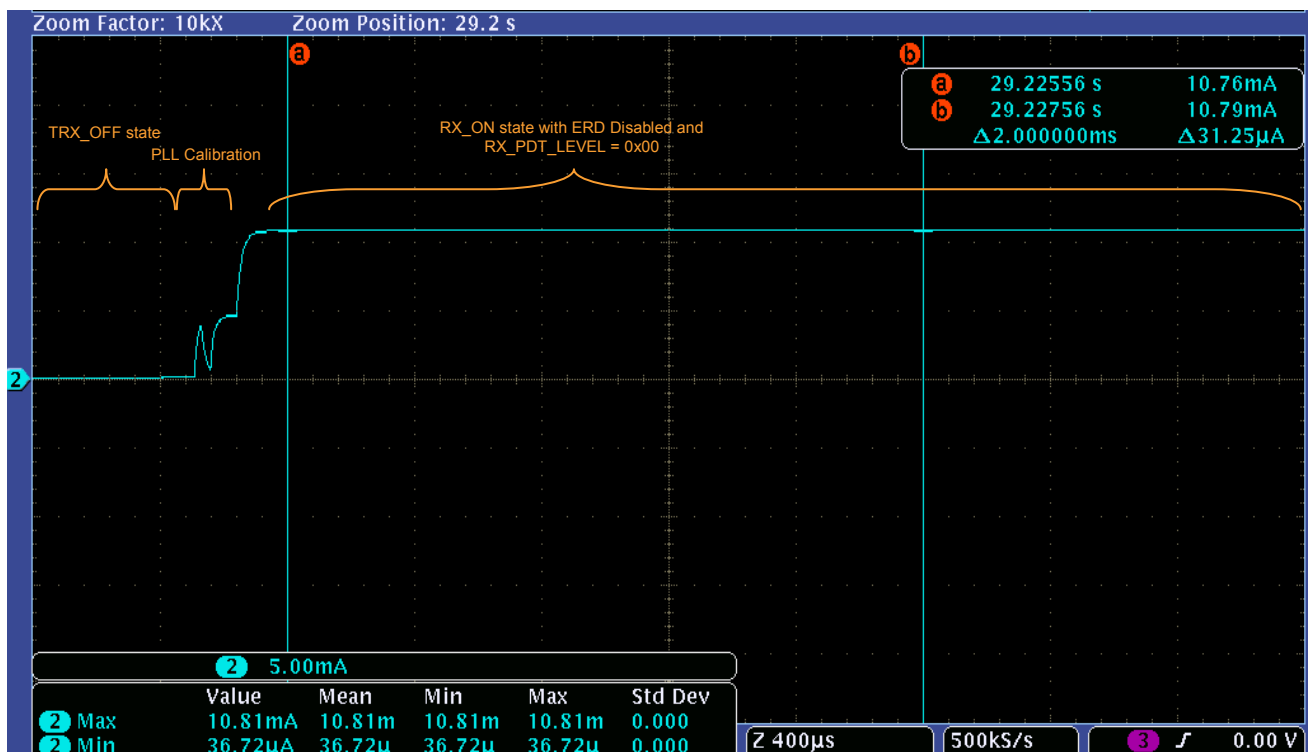 Zoom Factor: 10kX Zoom Position: 29.2 s
a b
a 29.22556 s 10.76mA
b 29.22756 s 10.79mA
Δ2.000000ms Δ31.25µA
TRX_OFF state
PLL Calibration
RX_ON state with ERD Disabled and
RX_PDT_LEVEL = 0x00
2
2 5.00mA
Value Mean Min Max Std Dev
2 Max 10.81mA 10.81m 10.81m 10.81m 0.000
2 Min 36.72µA 36.72µ 36.72µ 36.72µ 0.000
Z 400µs 500kS/s 3 0.00 V